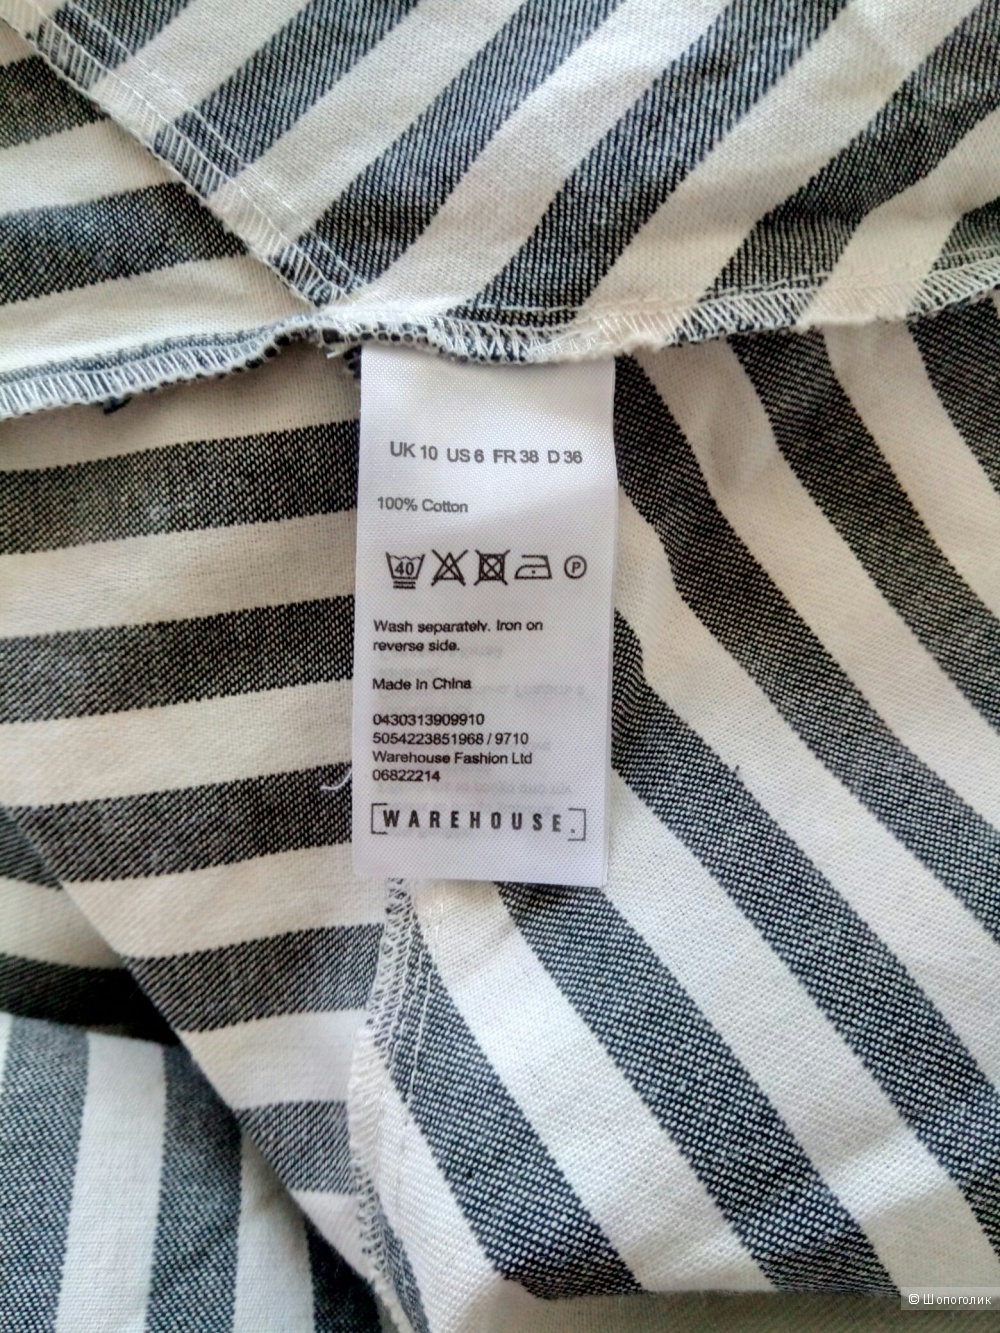 UK 10 US 6 FR 38 D 36
100% Cotton
40 P
Wash separately. Iron on
reverse side.
Made In China
0430313909910
5054223851968 / 9710
Warehouse Fashion Ltd
06822214
[WAREHOUSE.]
© Шопоголик